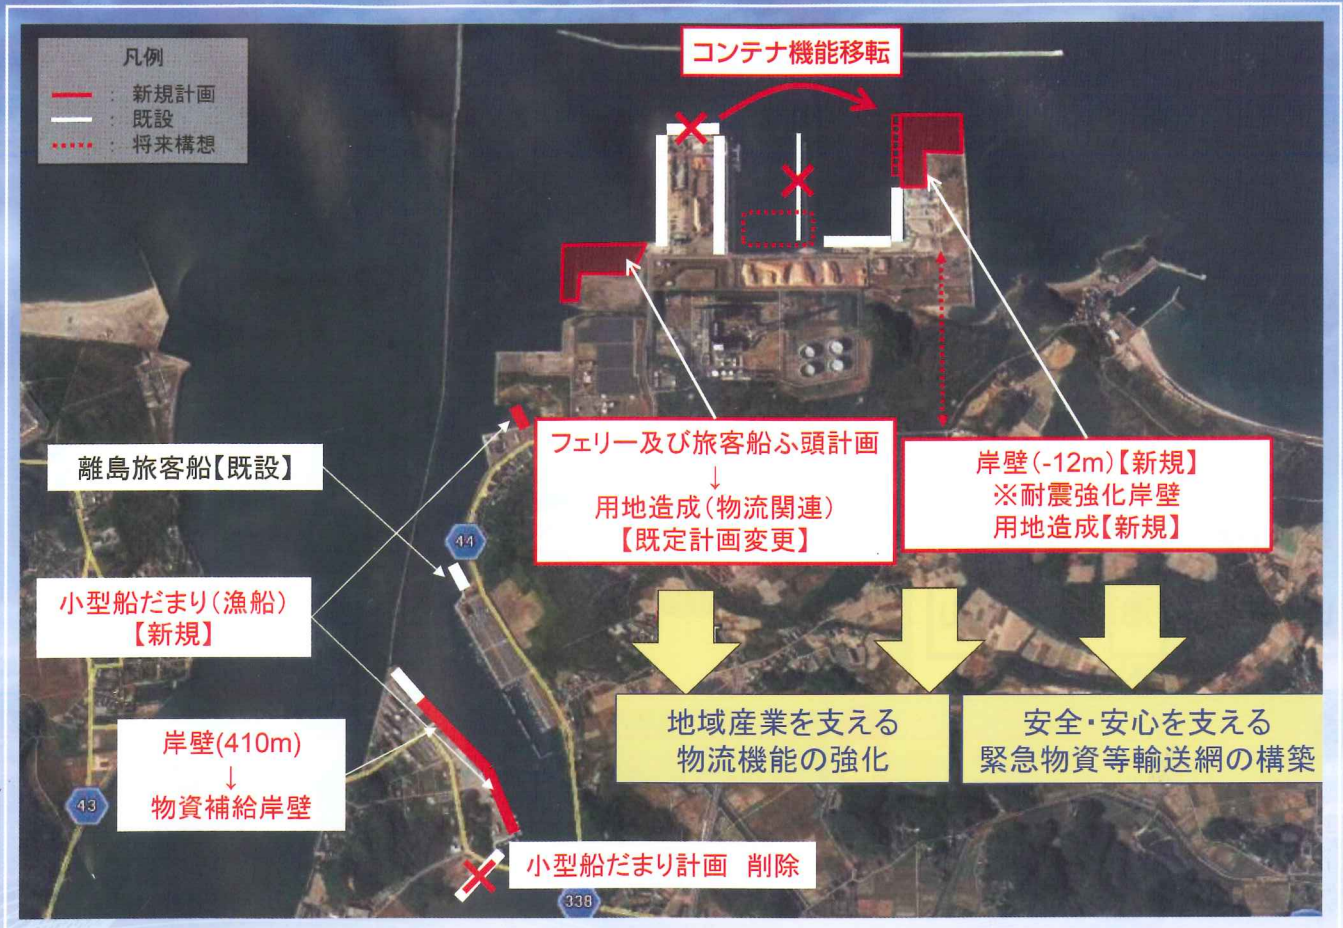 凡例
: 新規計画
: 既設
: 将来構想
コンテナ機能移転
離島旅客船【既設】
44
フェリー及び旅客船ふ頭計画
↓
用地造成(物流関連)
【既定計画変更】
岸壁(-12m)【新規】
※耐震強化岸壁
用地造成【新規】
小型船だまり(漁船)
【新規】
岸壁(410m)
↓
物資補給岸壁
43
地域産業を支える
物流機能の強化
安全・安心を支える
緊急物資等輸送網の構築
小型船だまり計画 削除
338